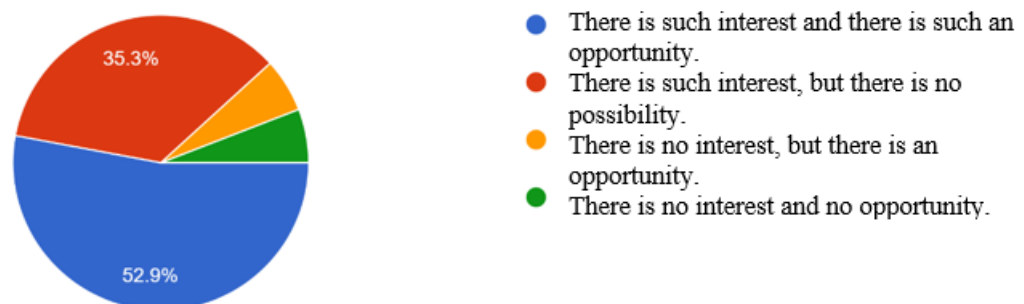 35.3%
52.9%
There is such interest and there is such an
opportunity.
There is such interest, but there is no
possibility.
There is no interest, but there is an
opportunity.
There is no interest and no opportunity.